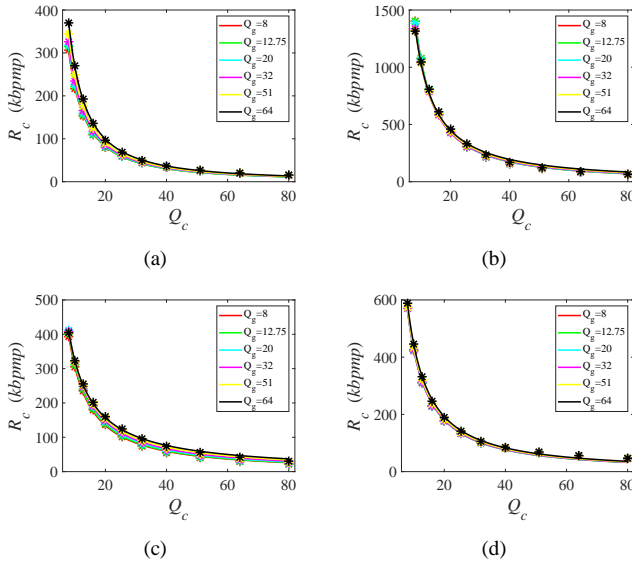 400
300
200
100
0
R_c (kbpmp)
20 40 60 80
Q_c
Q_g=8
Q_g=12.75
Q_g=20
Q_g=32
Q_g=51
Q_g=64
(a)
1500
1000
500
0
R_c (kbpmp)
20 40 60 80
Q_c
Q_g=8
Q_g=12.75
Q_g=20
Q_g=32
Q_g=51
Q_g=64
(b)
500
400
300
200
100
0
R_c (kbpmp)
20 40 60 80
Q_c
Q_g=8
Q_g=12.75
Q_g=20
Q_g=32
Q_g=51
Q_g=64
(c)
600
400
200
0
R_c (kbpmp)
20 40 60 80
Q_c
Q_g=8
Q_g=12.75
Q_g=20
Q_g=32
Q_g=51
Q_g=64
(d)